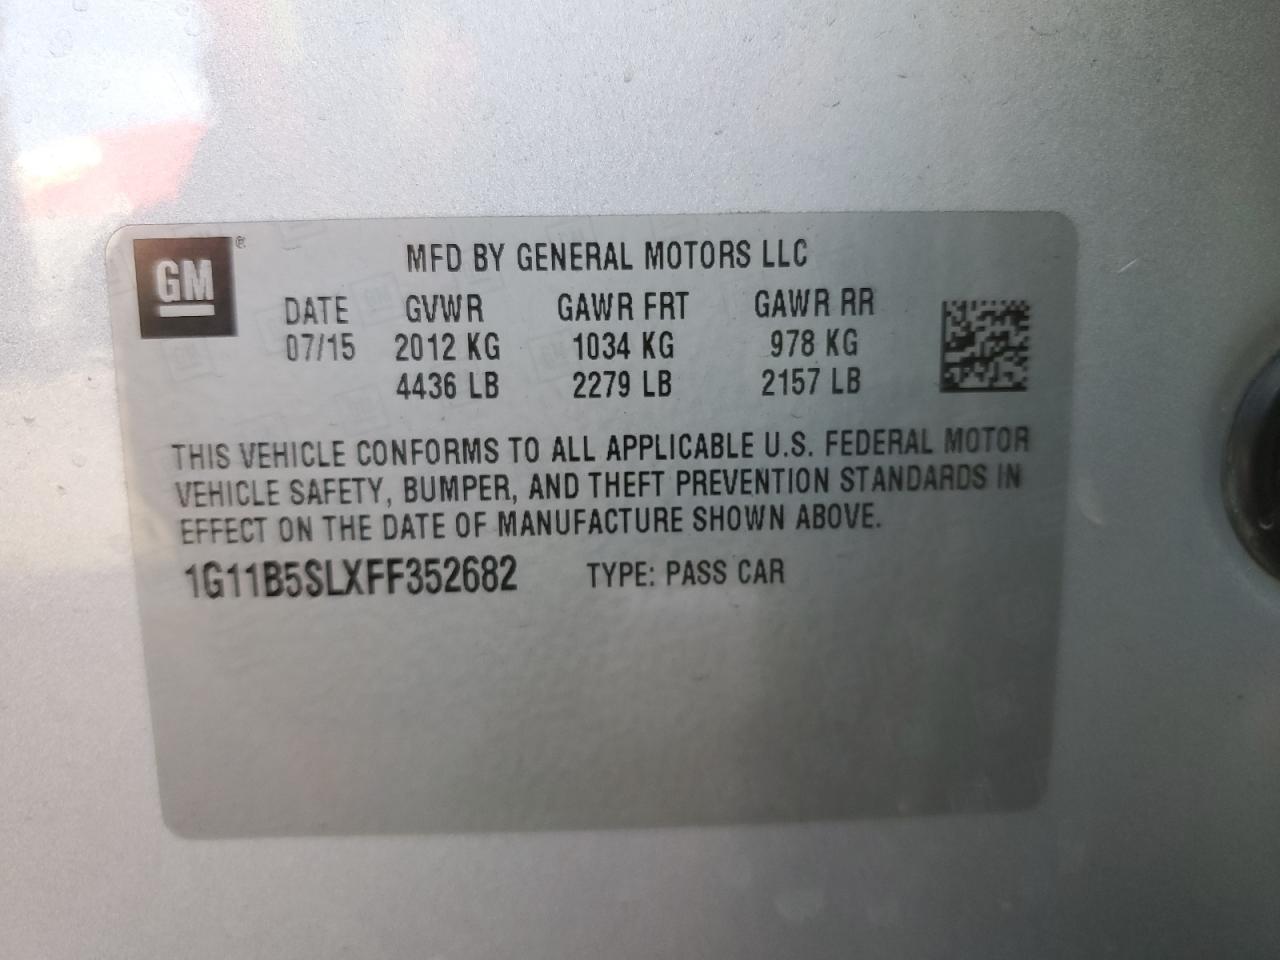 GM ®
MFD BY GENERAL MOTORS LLC
DATE GVWR GAWR FRT GAWR RR
07/15 2012 KG 1034 KG 978 KG
4436 LB 2279 LB 2157 LB
THIS VEHICLE CONFORMS TO ALL APPLICABLE U.S. FEDERAL MOTOR
VEHICLE SAFETY, BUMPER, AND THEFT PREVENTION STANDARDS IN
EFFECT ON THE DATE OF MANUFACTURE SHOWN ABOVE.
1G11B5SLXFF352682 TYPE: PASS CAR